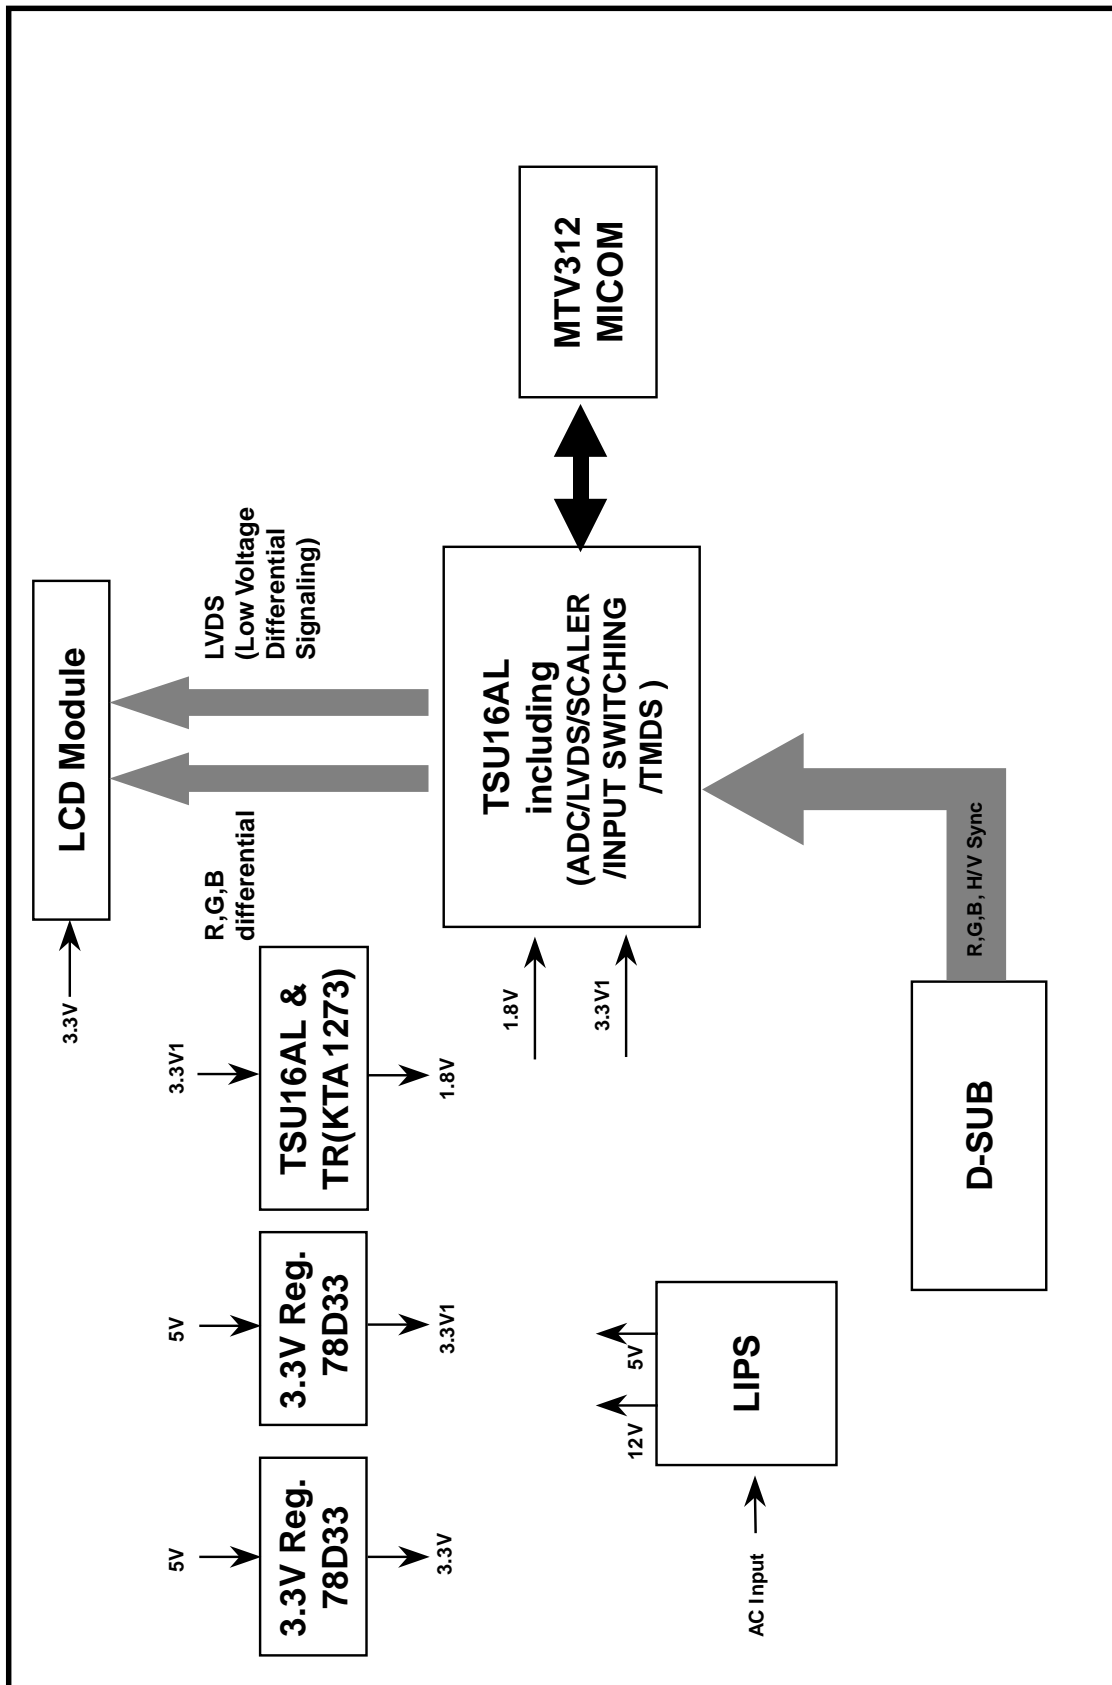 LCD Module
3.3V
LVDS
(Low Voltage
Differential
Signaling)
R,G,B
differential
MTV312
MICOM
TSU16AL
including
(ADC/LVDS/SCALER
/INPUT SWITCHING
/TMDS )
1.8V
3.3V1
3.3V1
TSU16AL &
TR(KTA1273)
1.8V
5V
3.3V Reg.
78D33
3.3V1
5V
3.3V Reg.
78D33
3.3V
12V
5V
LIPS
AC Input
R,G,B, H/V Sync
D-SUB